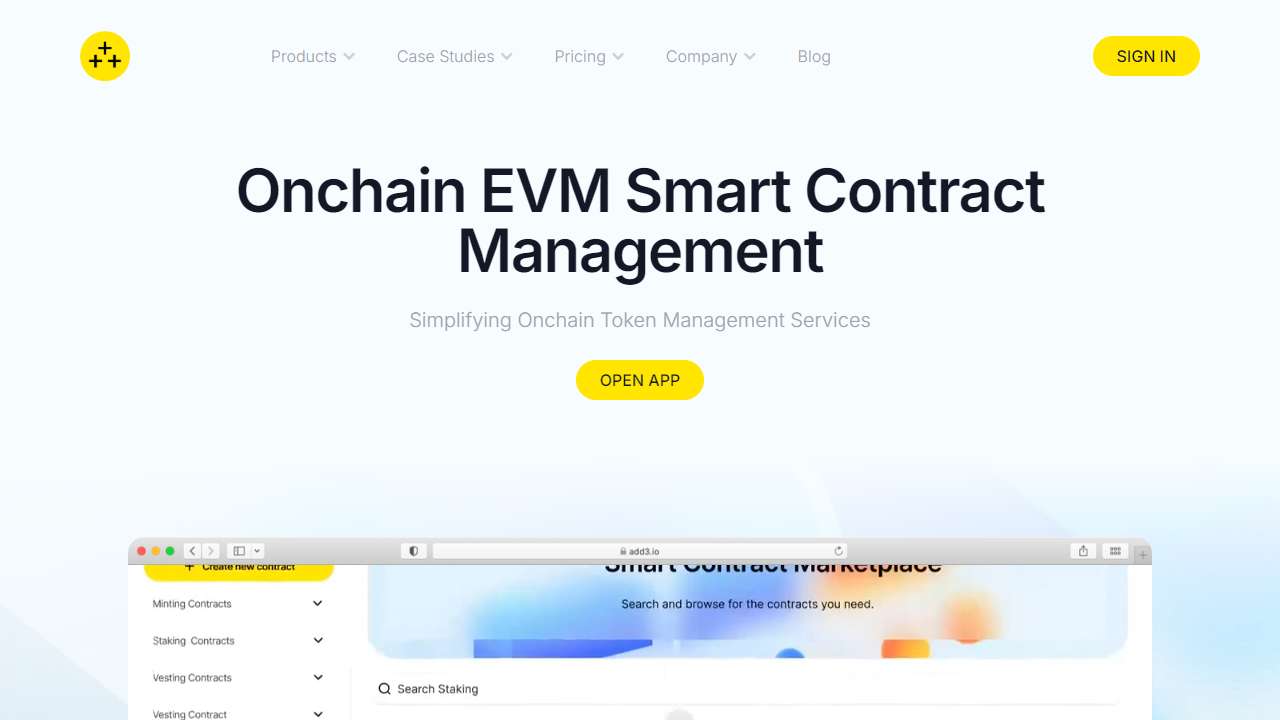 Products
Case Studies
Pricing
Company
Blog
SIGN IN
Onchain EVM Smart Contract
Management
Simplifying Onchain Token Management Services
OPEN APP
add3.io
Create new contract
Smart Contract Marketplace
Search and browse for the contracts you need.
Minting Contracts
Staking Contracts
Vesting Contracts
Search Staking
Vesting Contract